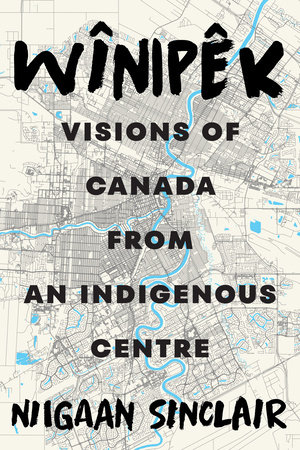 WÎNIPÊK
VISIONS OF
CANADA
FROM
AN INDIGENOUS
CENTRE
NIIGAAN SINCLAIR